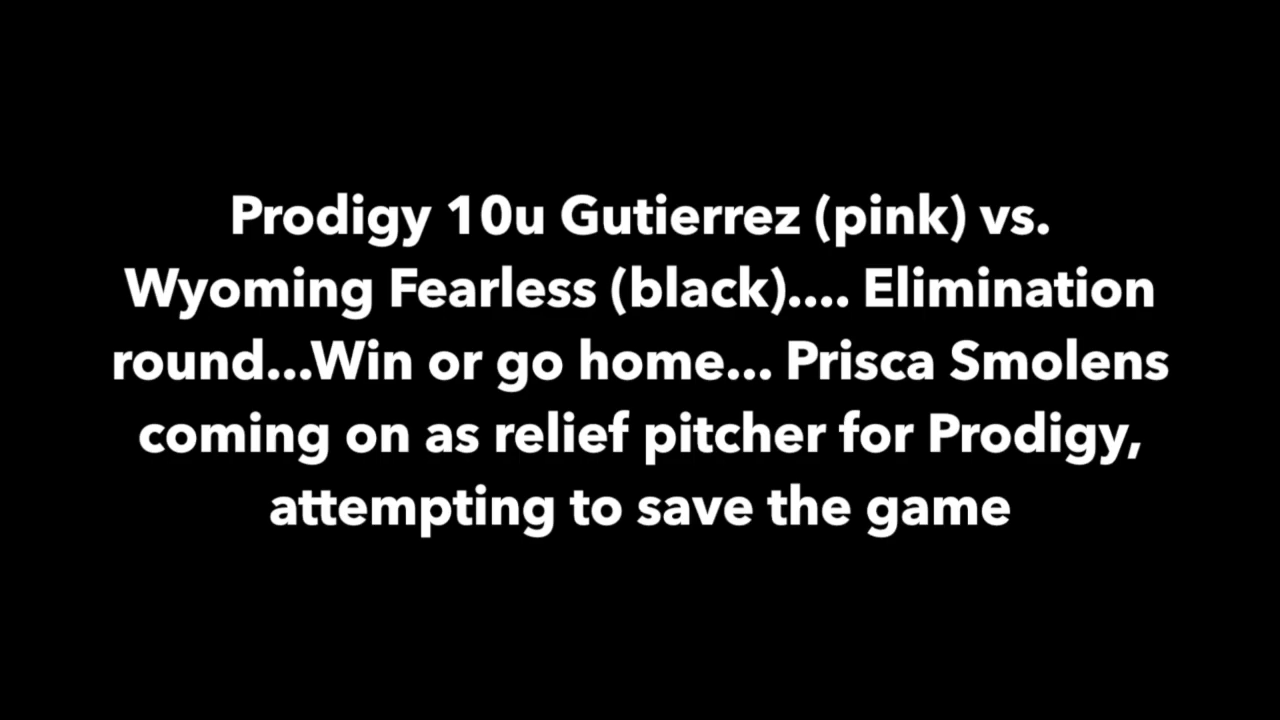 Prodigy 10u Gutierrez (pink) vs.
Wyoming Fearless (black).... Elimination
round...Win or go home... Prisca Smolens
coming on as relief pitcher for Prodigy,
attempting to save the game